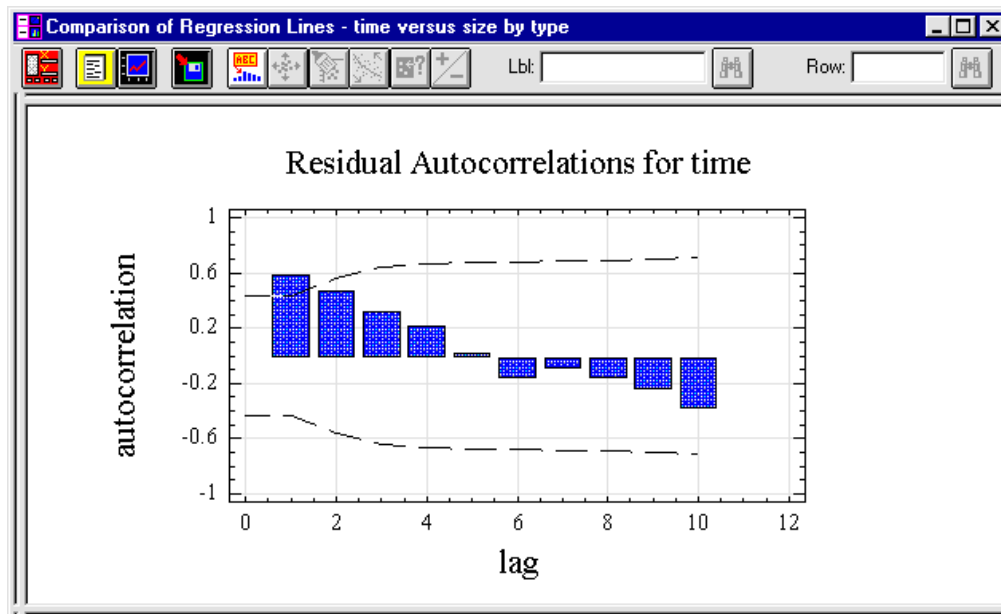 Comparison of Regression Lines - time versus size by type
ABC
Lbl:
Row:
Residual Autocorrelations for time
autocorrelation
1
0.6
0.2
-0.2
-0.6
-1
0 2 4 6 8 10 12
lag